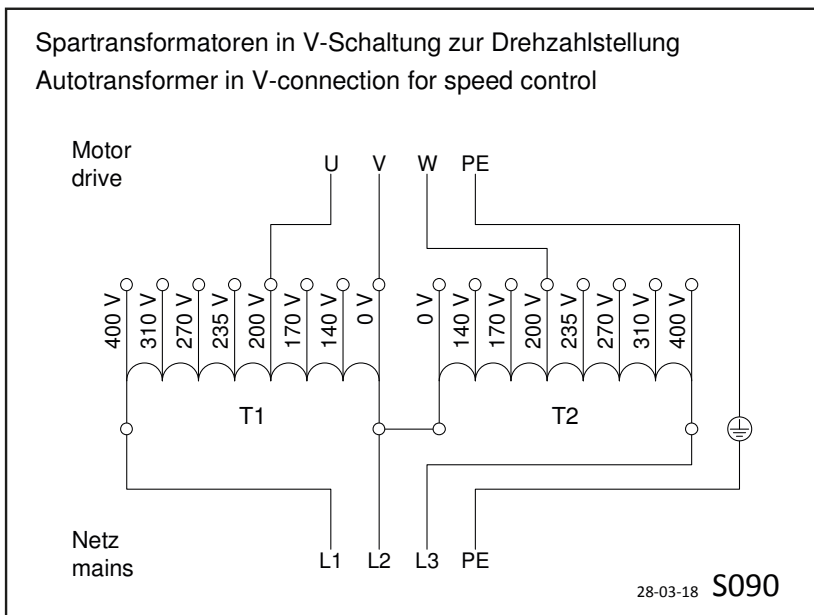 Spartransformatoren in V-Schaltung zur Drehzahlstellung
Autotransformer in V-connection for speed control
Motor
drive
U V W PE
400 V 310 V 270 V 235 V 200 V 170 V 140 V 0 V 0 V 140 V 170 V 200 V 235 V 270 V 310 V 400 V
T1 T2
Netz
mains
L1 L2 L3 PE
28-03-18 S090